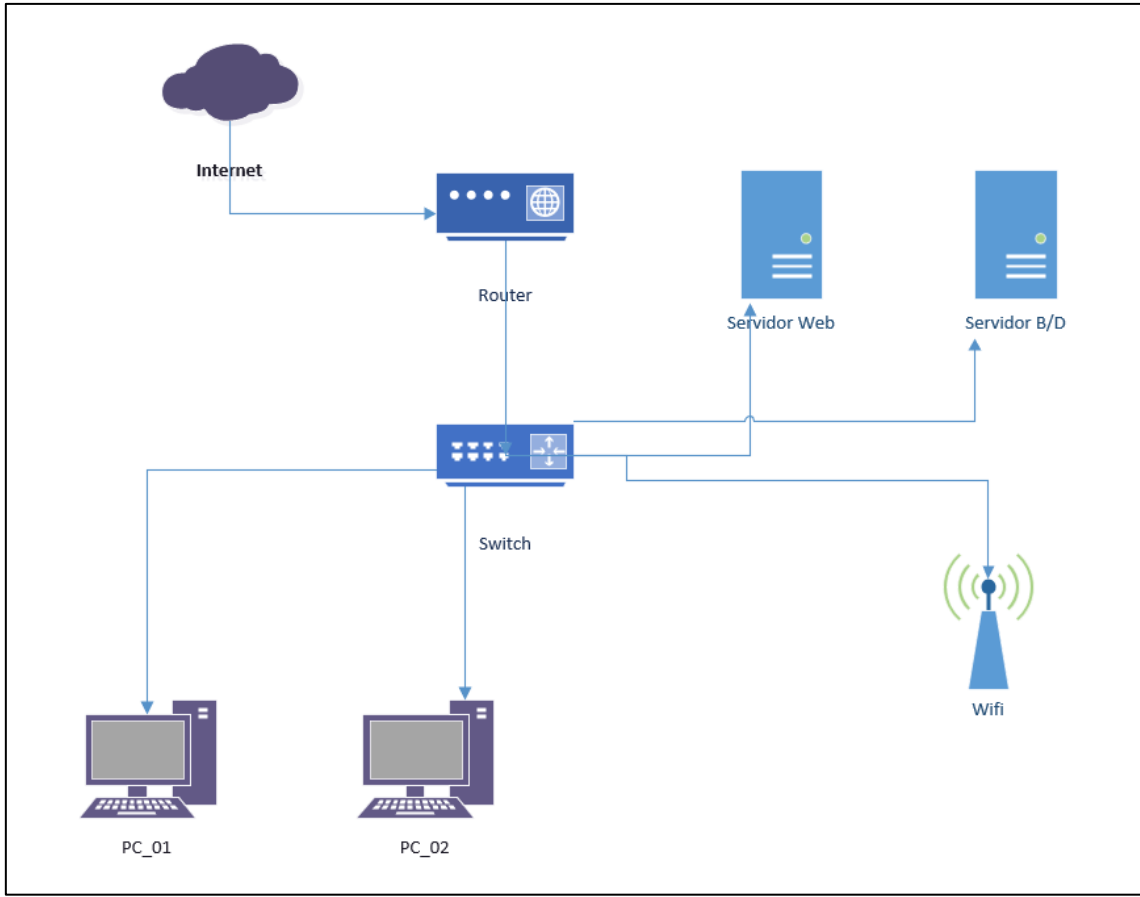 Internet
Router
Servidor Web
Servidor B/D
Switch
Wifi
PC_01
PC_02